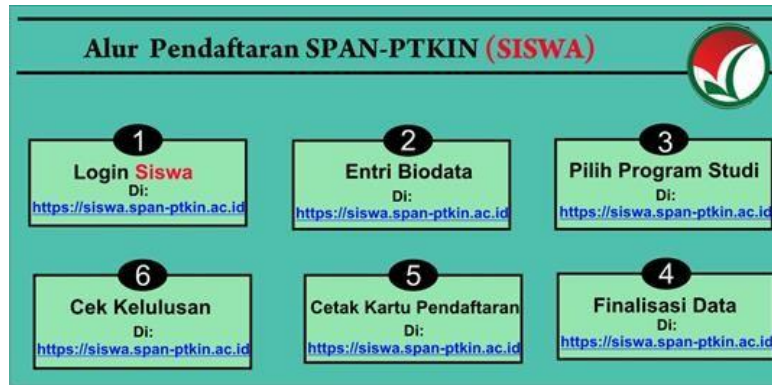 Alur Pendaftaran SPAN-PTKIN (SISWA)
1
Login Siswa
Di:
https://siswa.span-ptkin.ac.id
2
Entri Biodata
Di:
https://siswa.span-ptkin.ac.id
3
Pilih Program Studi
Di:
https://siswa.span-ptkin.ac.id
4
Finalisasi Data
Di:
https://siswa.span-ptkin.ac.id
5
Cetak Kartu Pendaftaran
Di:
https://siswa.span-ptkin.ac.id
6
Cek Kelulusan
Di:
https://siswa.span-ptkin.ac.id